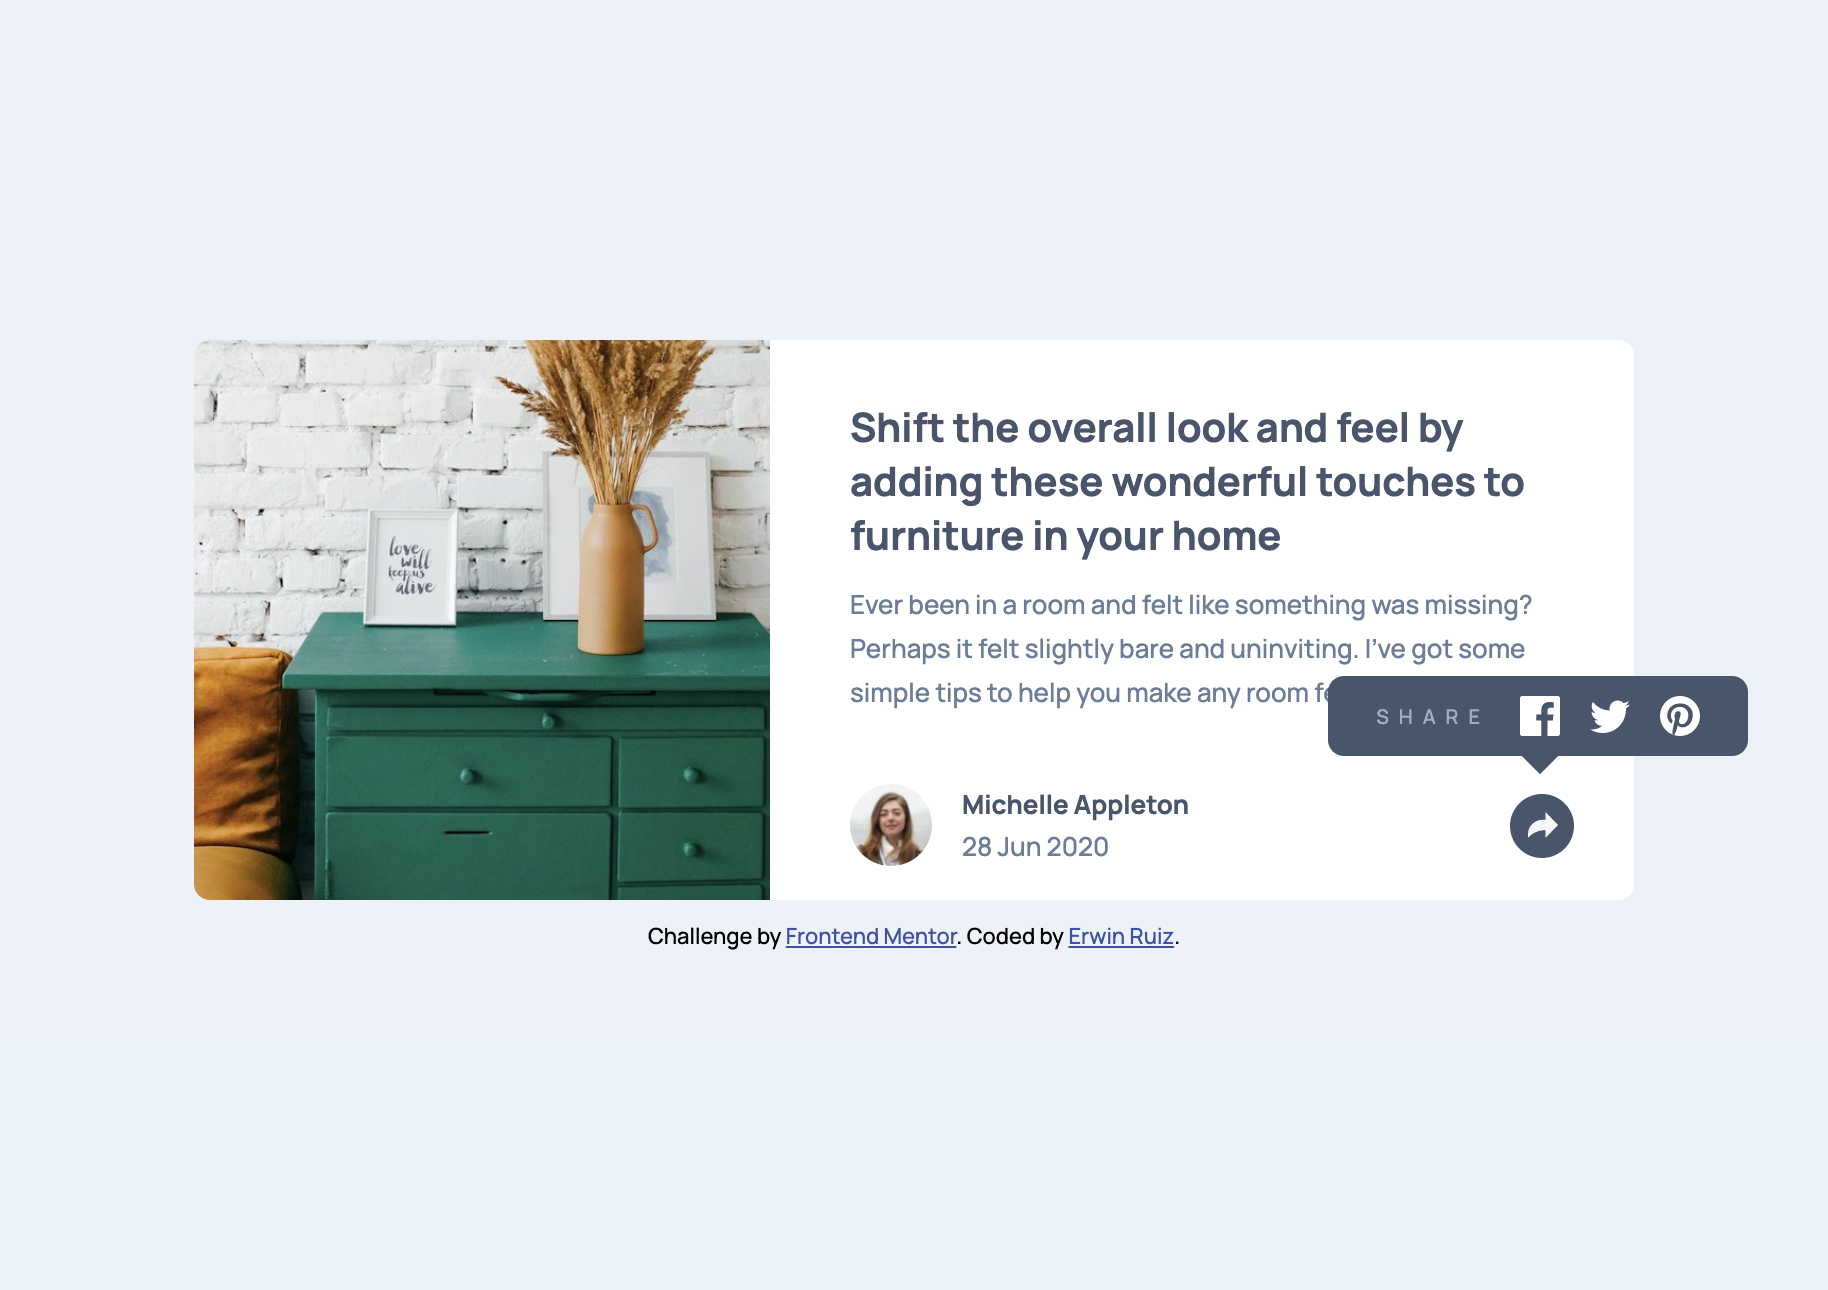 love
will
keep us
alive
Shift the overall look and feel by
adding these wonderful touches to
furniture in your home
Ever been in a room and felt like something was missing?
Perhaps it felt slightly bare and uninviting. I've got some
simple tips to help you make any room
SHARE
Michelle Appleton
28 Jun 2020
Challenge by Frontend Mentor. Coded by Erwin Ruiz.